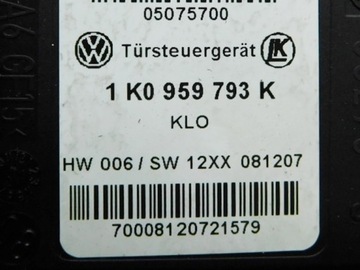 05075700
Türsteuergerät
1 K0 959 793 K
KLO
HW 006 / SW 12XX 081207
70008120721579